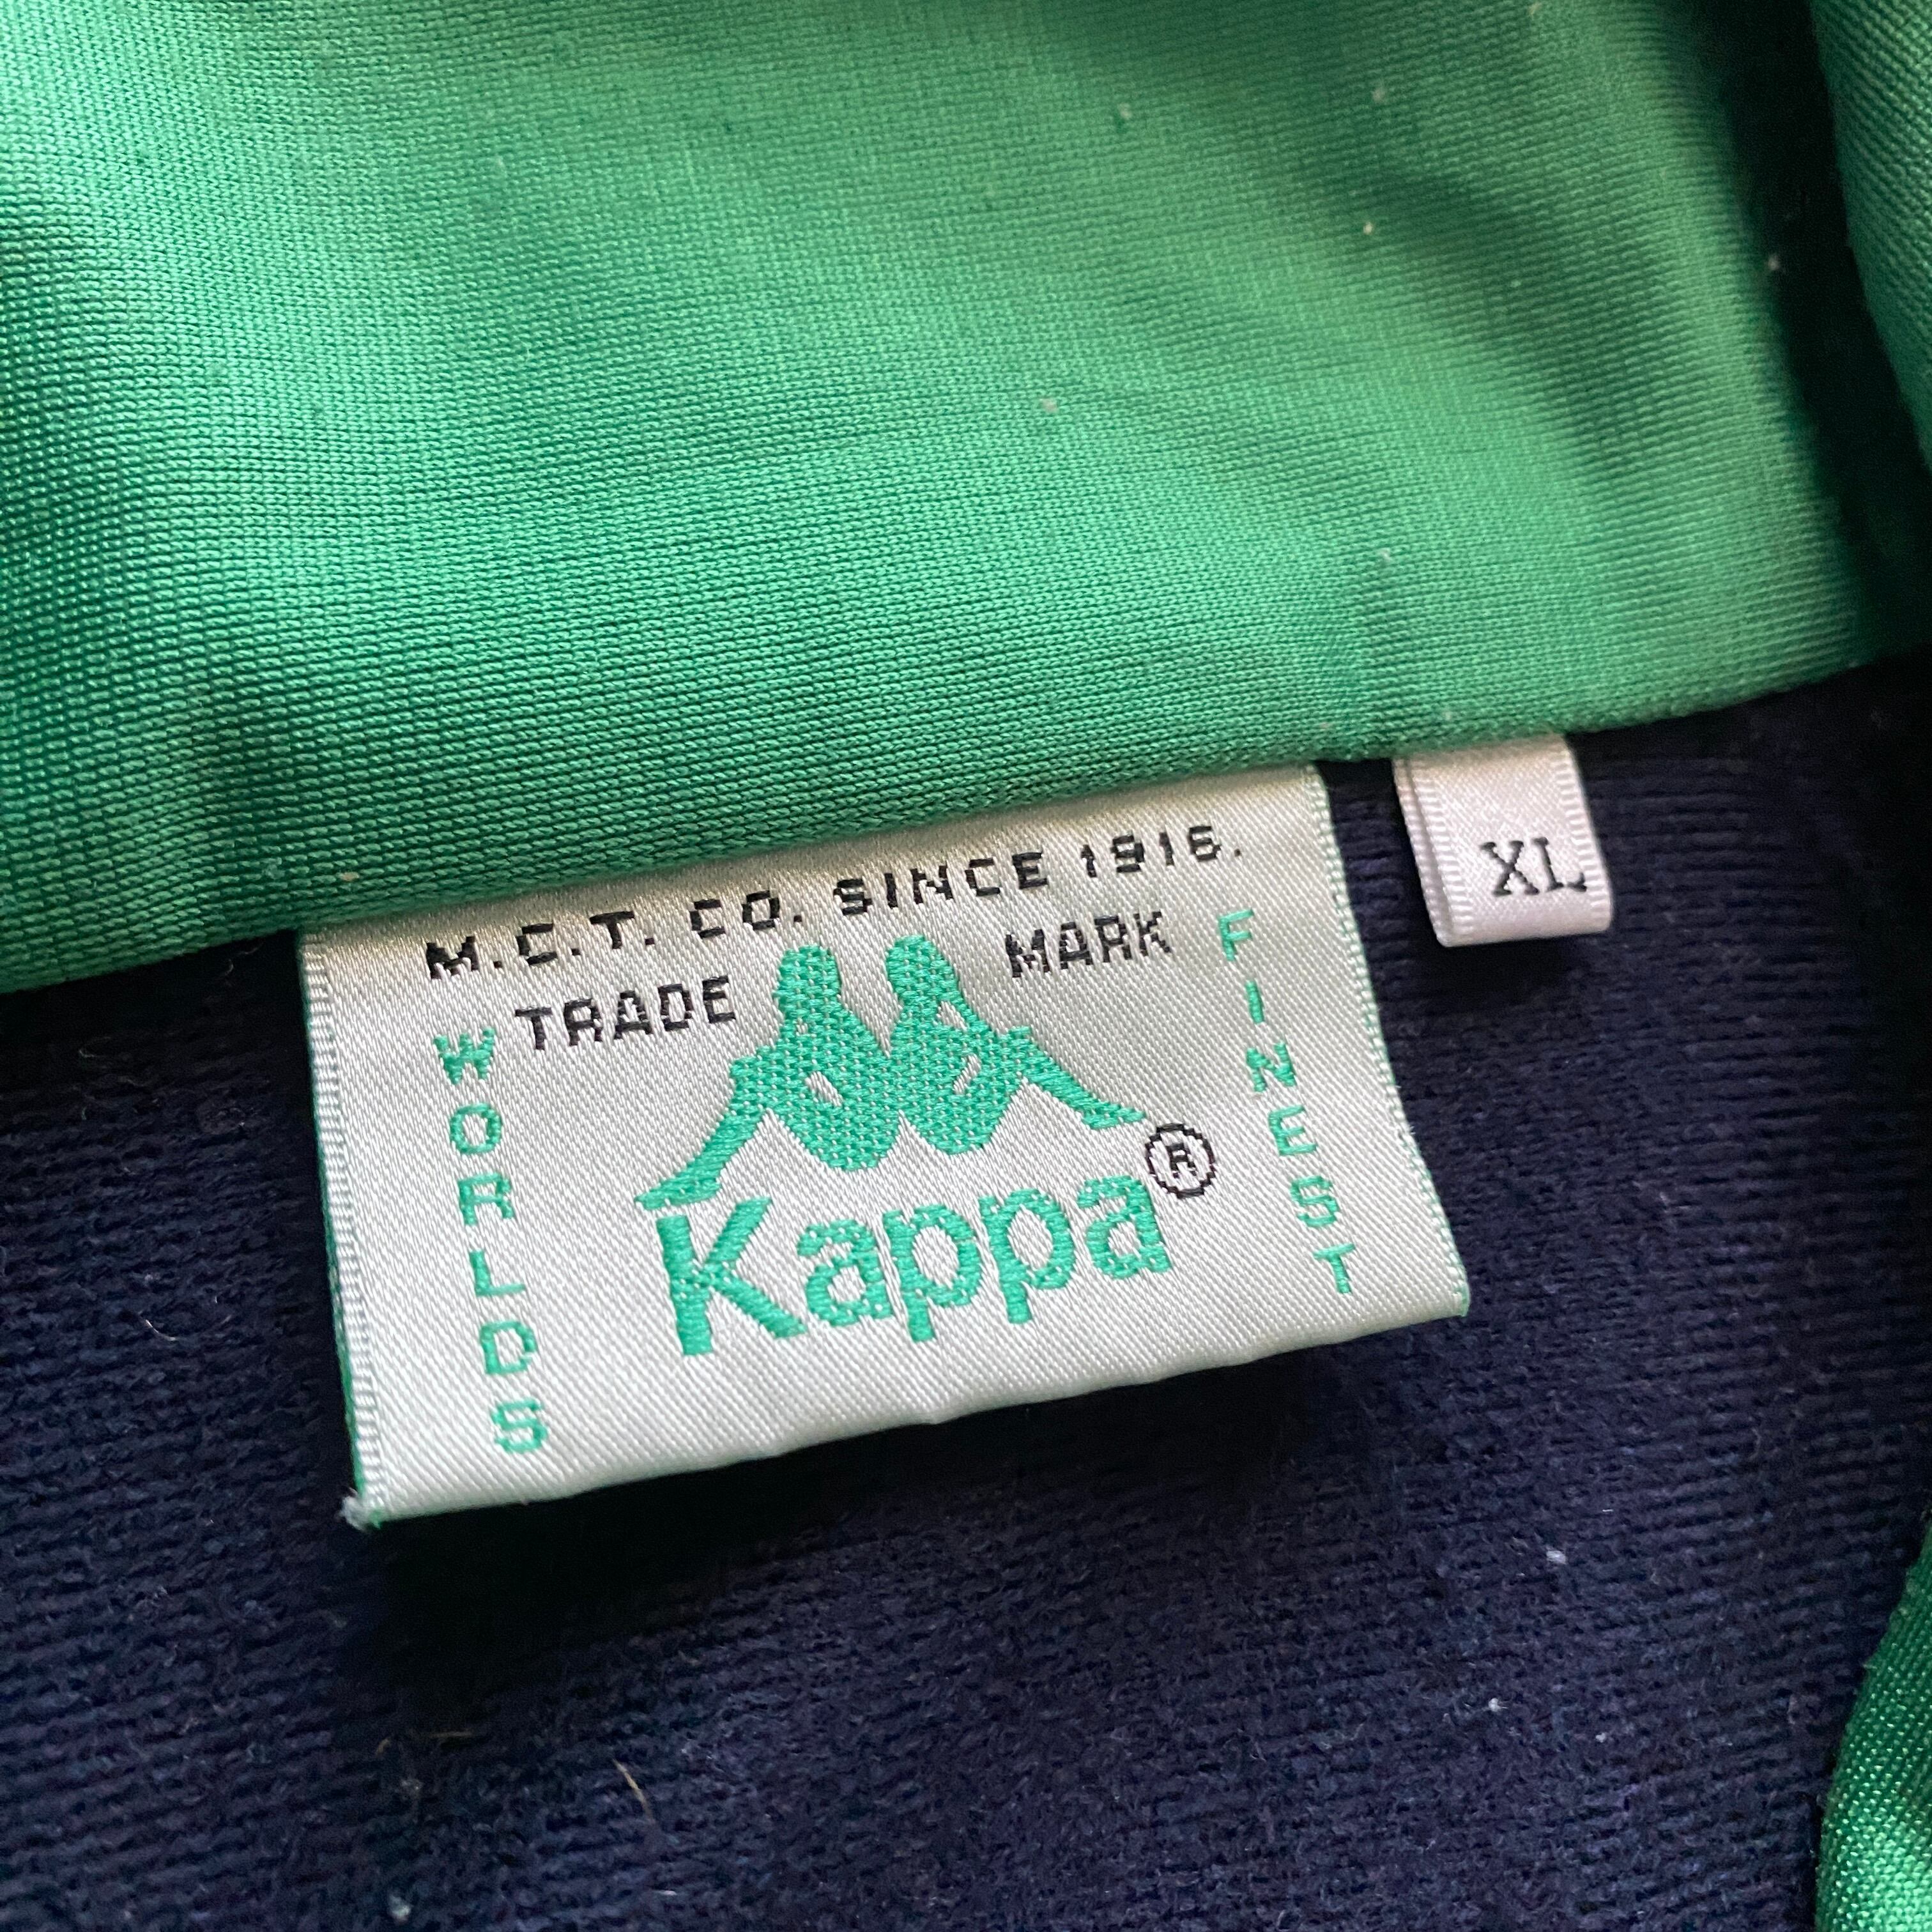 M.C.T. CO. SINCE 1916.
TRADE MARK
WORLDS
FINEST
Kappa®
XL